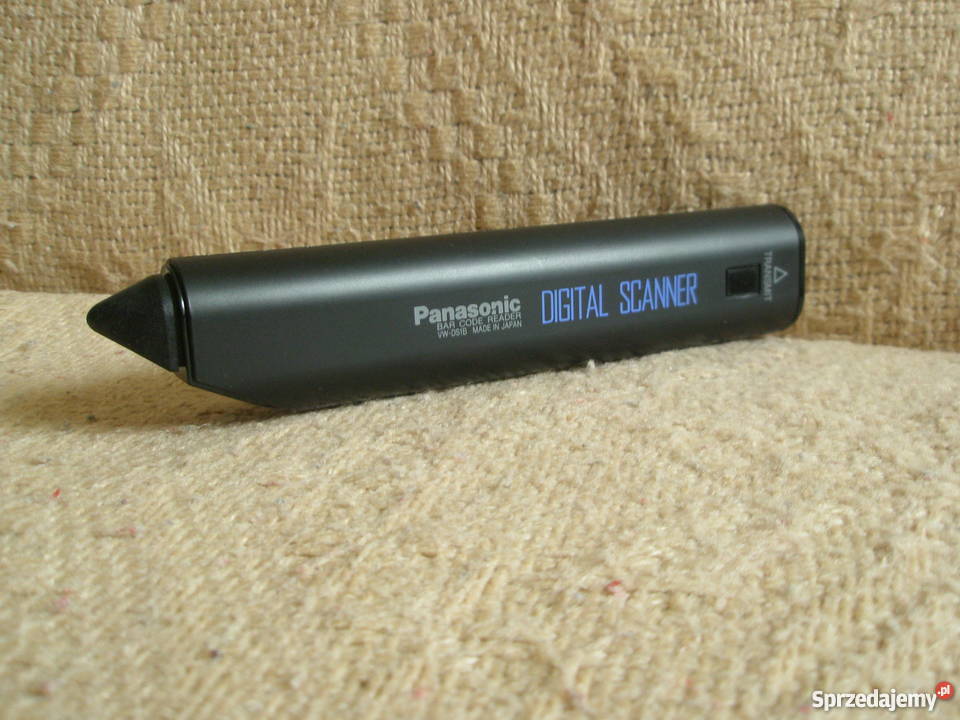 Panasonic
BAR CODE READER
VW-DS1B MADE IN JAPAN
DIGITAL SCANNER
TRANSMIT
Sprzedajemy.pl